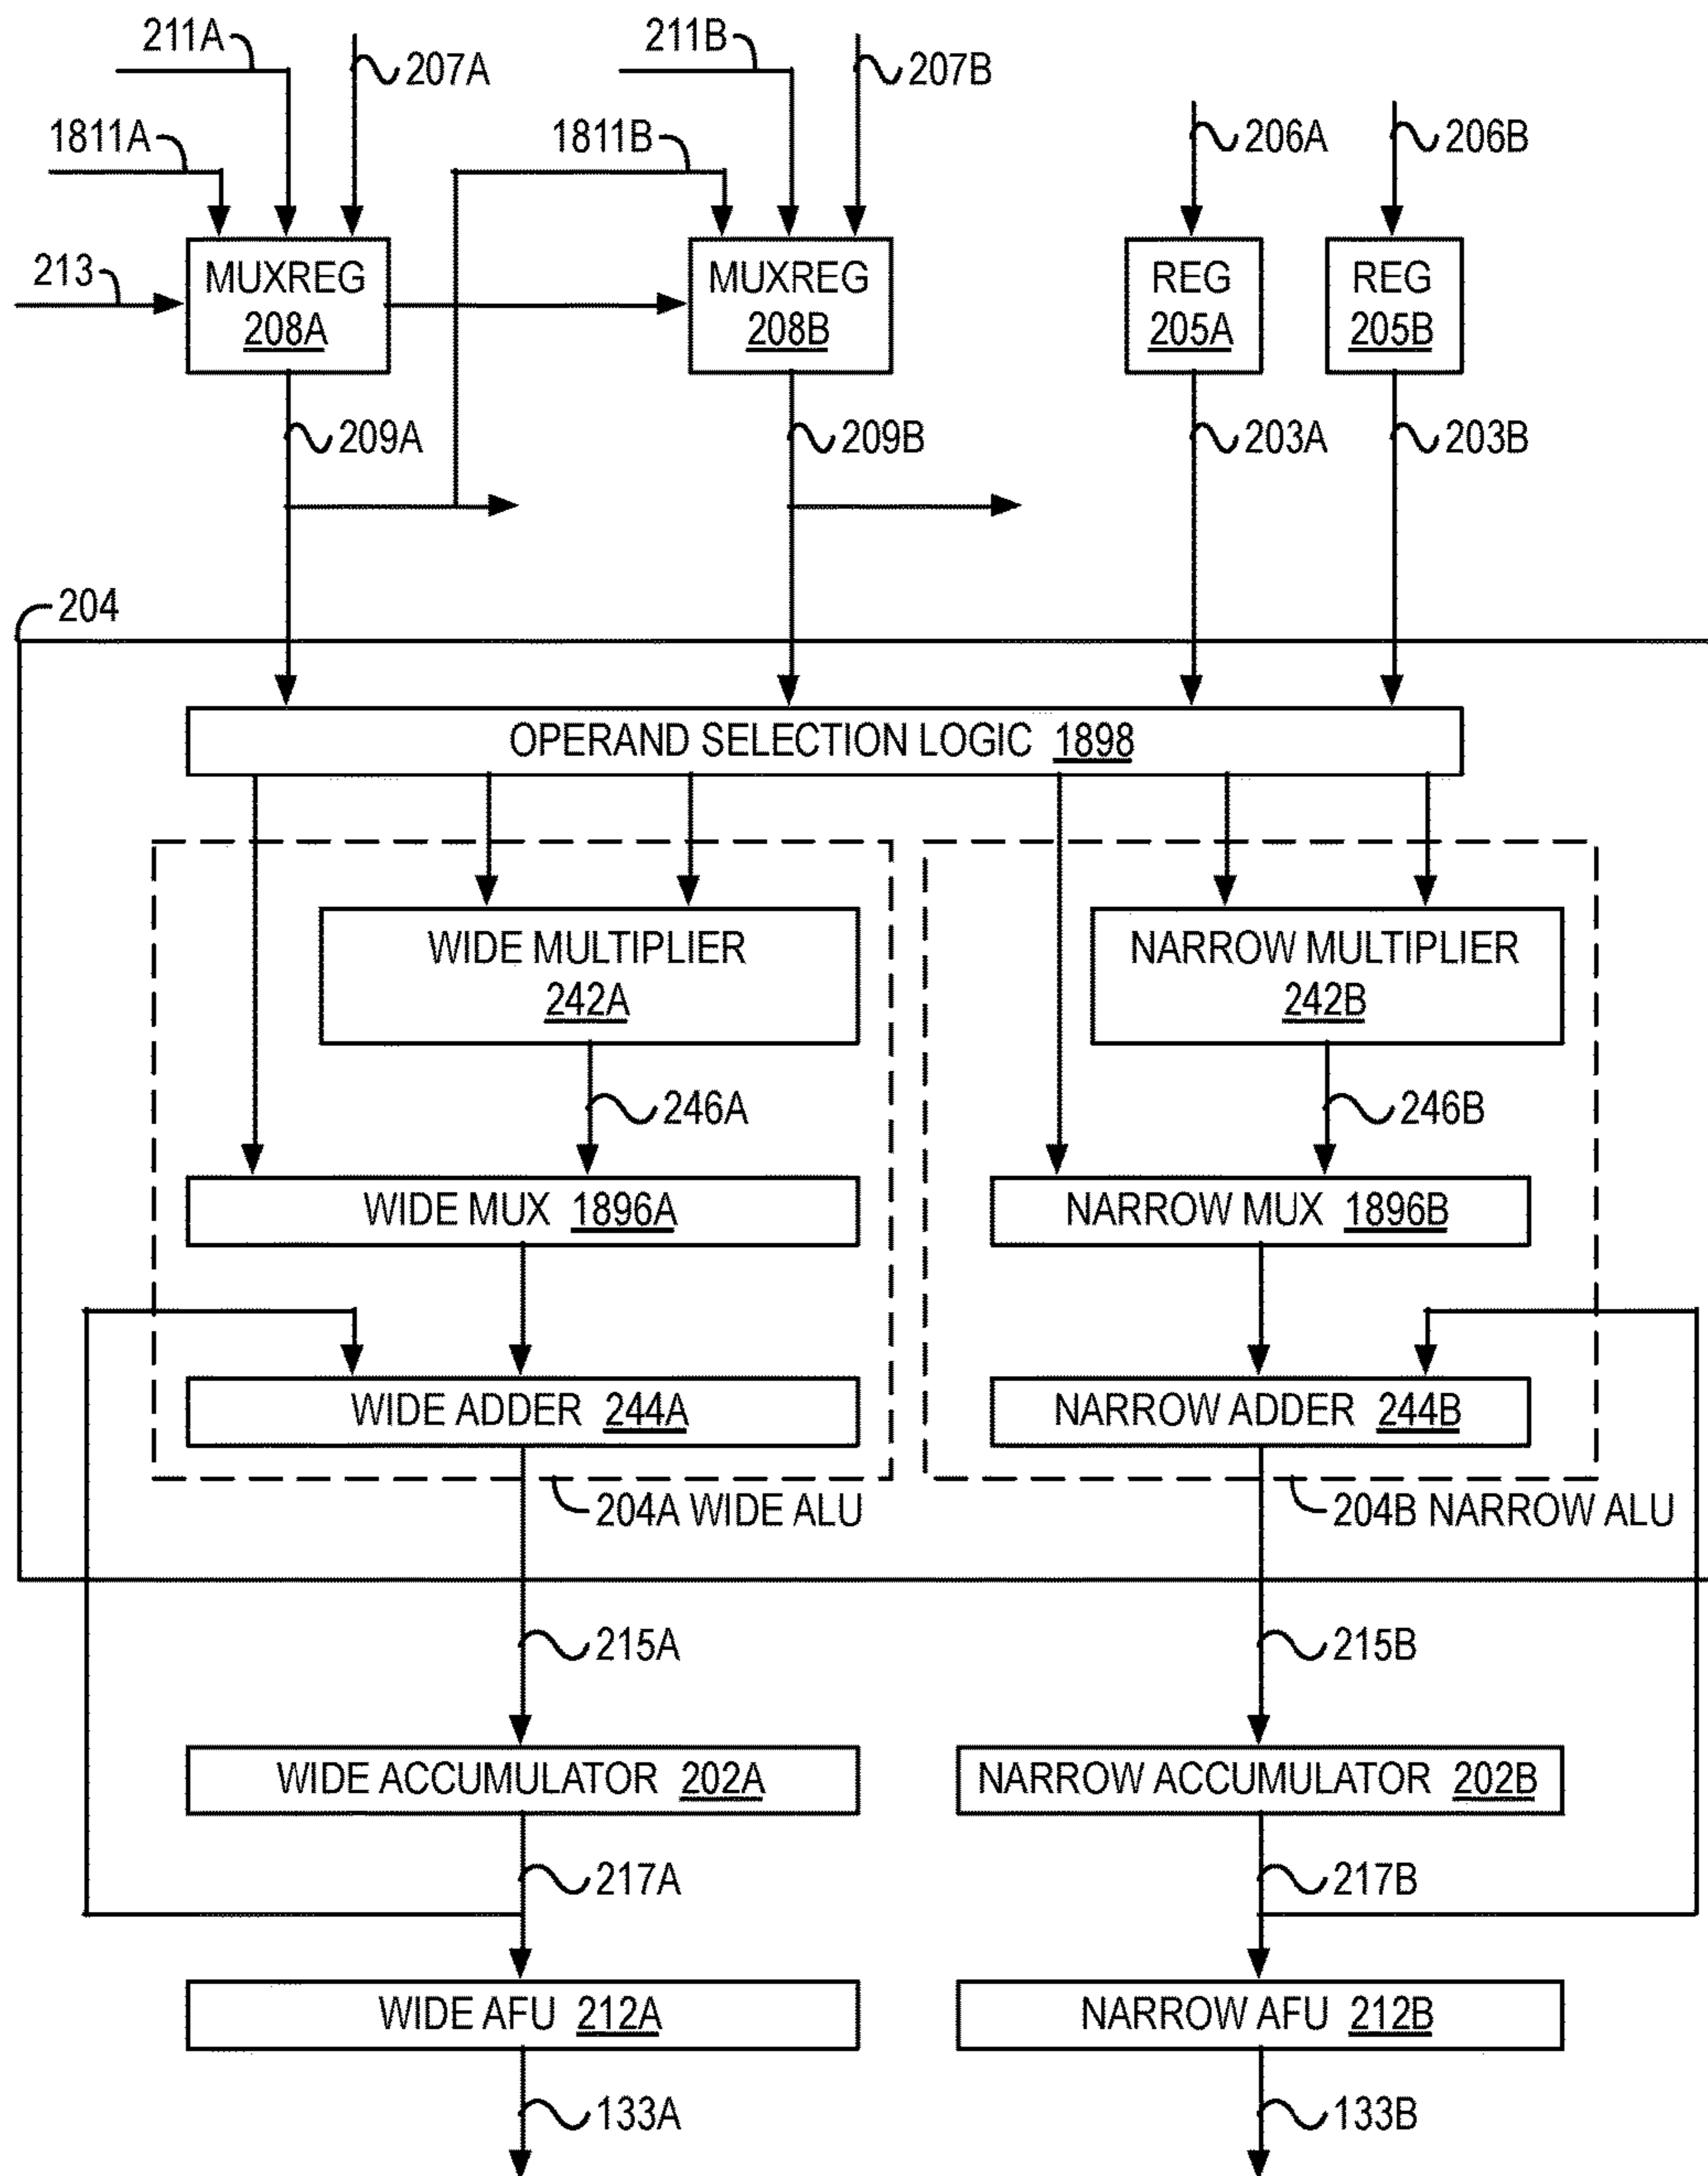 211A
207A
211B
207B
1811A
1811B
206A
206B
213
MUXREG
208A
MUXREG
208B
REG
205A
REG
205B
209A
209B
203A
203B
204
OPERAND SELECTION LOGIC 1898
WIDE MULTIPLIER
242A
NARROW MULTIPLIER
242B
246A
246B
WIDE MUX 1896A
NARROW MUX 1896B
WIDE ADDER 244A
NARROW ADDER 244B
204A WIDE ALU
204B NARROW ALU
215A
215B
WIDE ACCUMULATOR 202A
NARROW ACCUMULATOR 202B
217A
217B
WIDE AFU 212A
NARROW AFU 212B
133A
133B